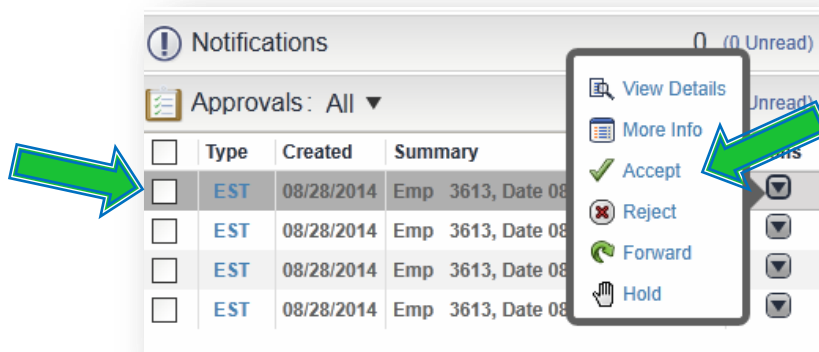 Notifications 0 (0 Unread)
Approvals: All ▼ Unread)
Type Created Summary
EST 08/28/2014 Emp 3613, Date 08
EST 08/28/2014 Emp 3613, Date 08
EST 08/28/2014 Emp 3613, Date 08
EST 08/28/2014 Emp 3613, Date 08
View Details
More Info
Accept
Reject
Forward
Hold